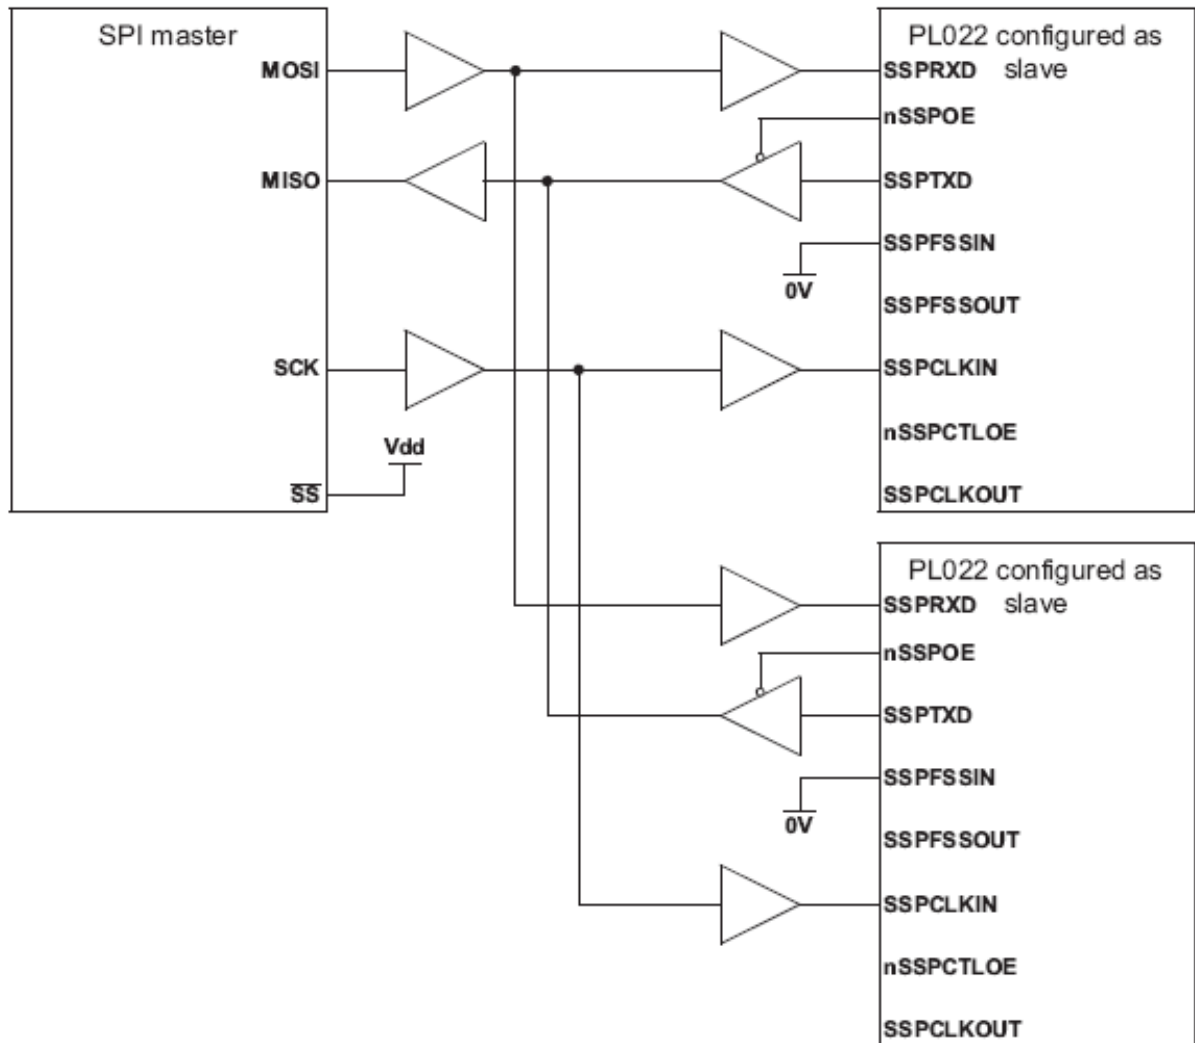 SPI master
MOSI
MISO
SCK
Vdd
SS
PL022 configured as
SSPRXD slave
nSSPOE
SSPTXD
SSPFSSIN
0V
SSPFSSOUT
SSPCLKIN
nSSPCTLOE
SSPCLKOUT
PL022 configured as
SSPRXD slave
nSSPOE
SSPTXD
SSPFSSIN
0V
SSPFSSOUT
SSPCLKIN
nSSPCTLOE
SSPCLKOUT